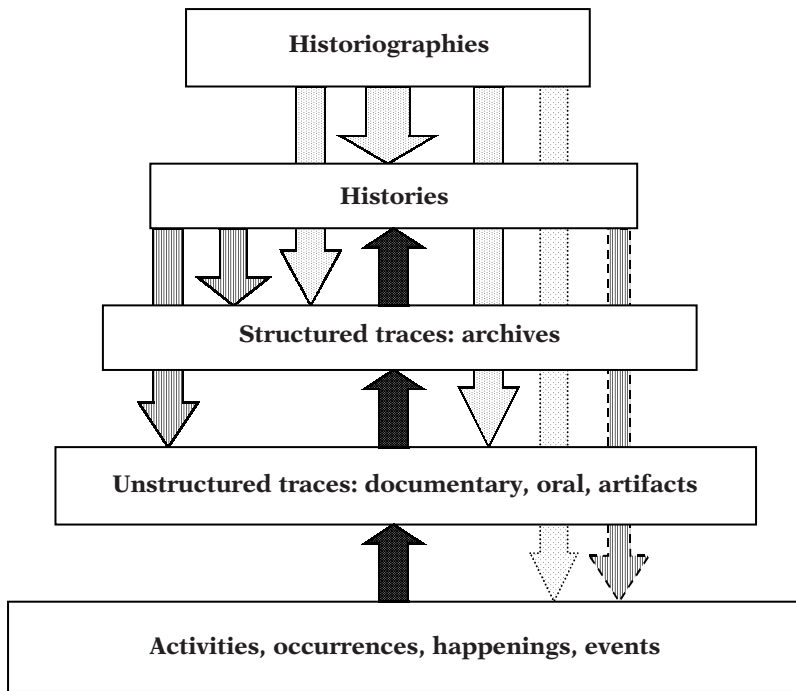 Historiographies
Histories
Structured traces: archives
Unstructured traces: documentary, oral, artifacts
Activities, occurrences, happenings, events